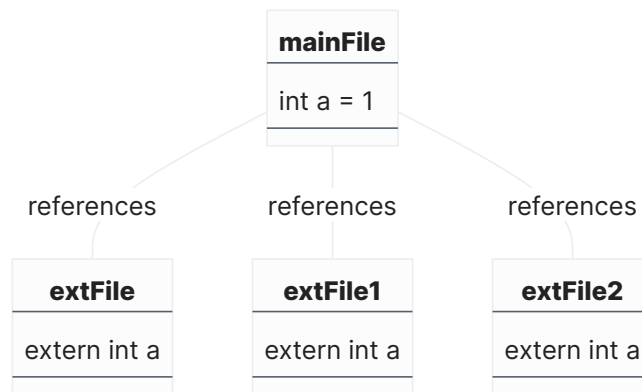 mainFile
int a = 1
references references references
extFile extFile1 extFile2
extern int a extern int a extern int a